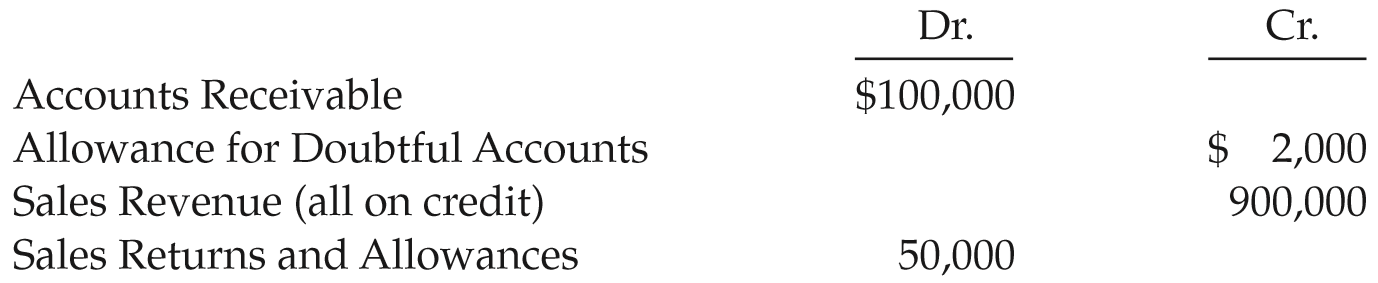 Dr. Cr.
Accounts Receivable $100,000
Allowance for Doubtful Accounts $ 2,000
Sales Revenue (all on credit) 900,000
Sales Returns and Allowances 50,000